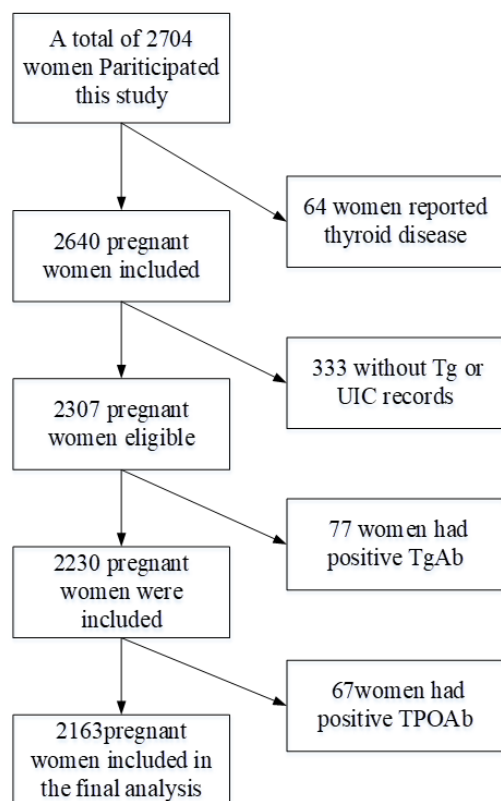 A total of 2704
women Pariticipated
this study
64 women reported
thyroid disease
2640 pregnant
women included
333 without Tg or
UIC records
2307 pregnant
women eligible
77 women had
positive TgAb
2230 pregnant
women were
included
67women had
positive TPOAb
2163pregnant
women included in
the final analysis